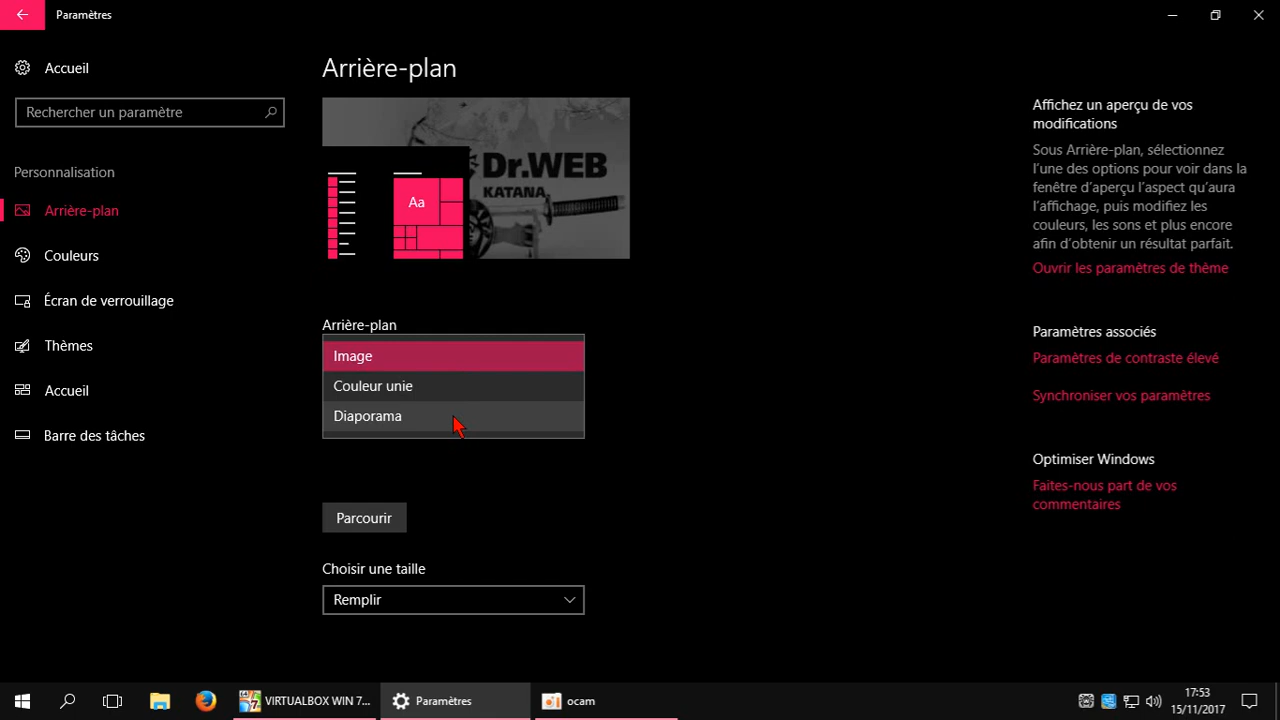 Paramètres
Accueil
Rechercher un paramètre
Personnalisation
Arrière-plan
Couleurs
Écran de verrouillage
Thèmes
Accueil
Barre des tâches
Arrière-plan
Dr.WEB
KATANA
Aa
Arrière-plan
Image
Couleur unie
Diaporama
Parcourir
Choisir une taille
Remplir
Affichez un aperçu de vos
modifications
Sous Arrière-plan, sélectionnez
l'une des options pour voir dans la
fenêtre d'aperçu l'aspect qu'aura
l'affichage, puis modifiez les
couleurs, les sons et plus encore
afin d'obtenir un résultat parfait.
Ouvrir les paramètres de thème
Paramètres associés
Paramètres de contraste élevé
Synchroniser vos paramètres
Optimiser Windows
Faites-nous part de vos
commentaires
VIRTUALBOX WIN 7...
Paramètres
ocam
17:53
15/11/2017